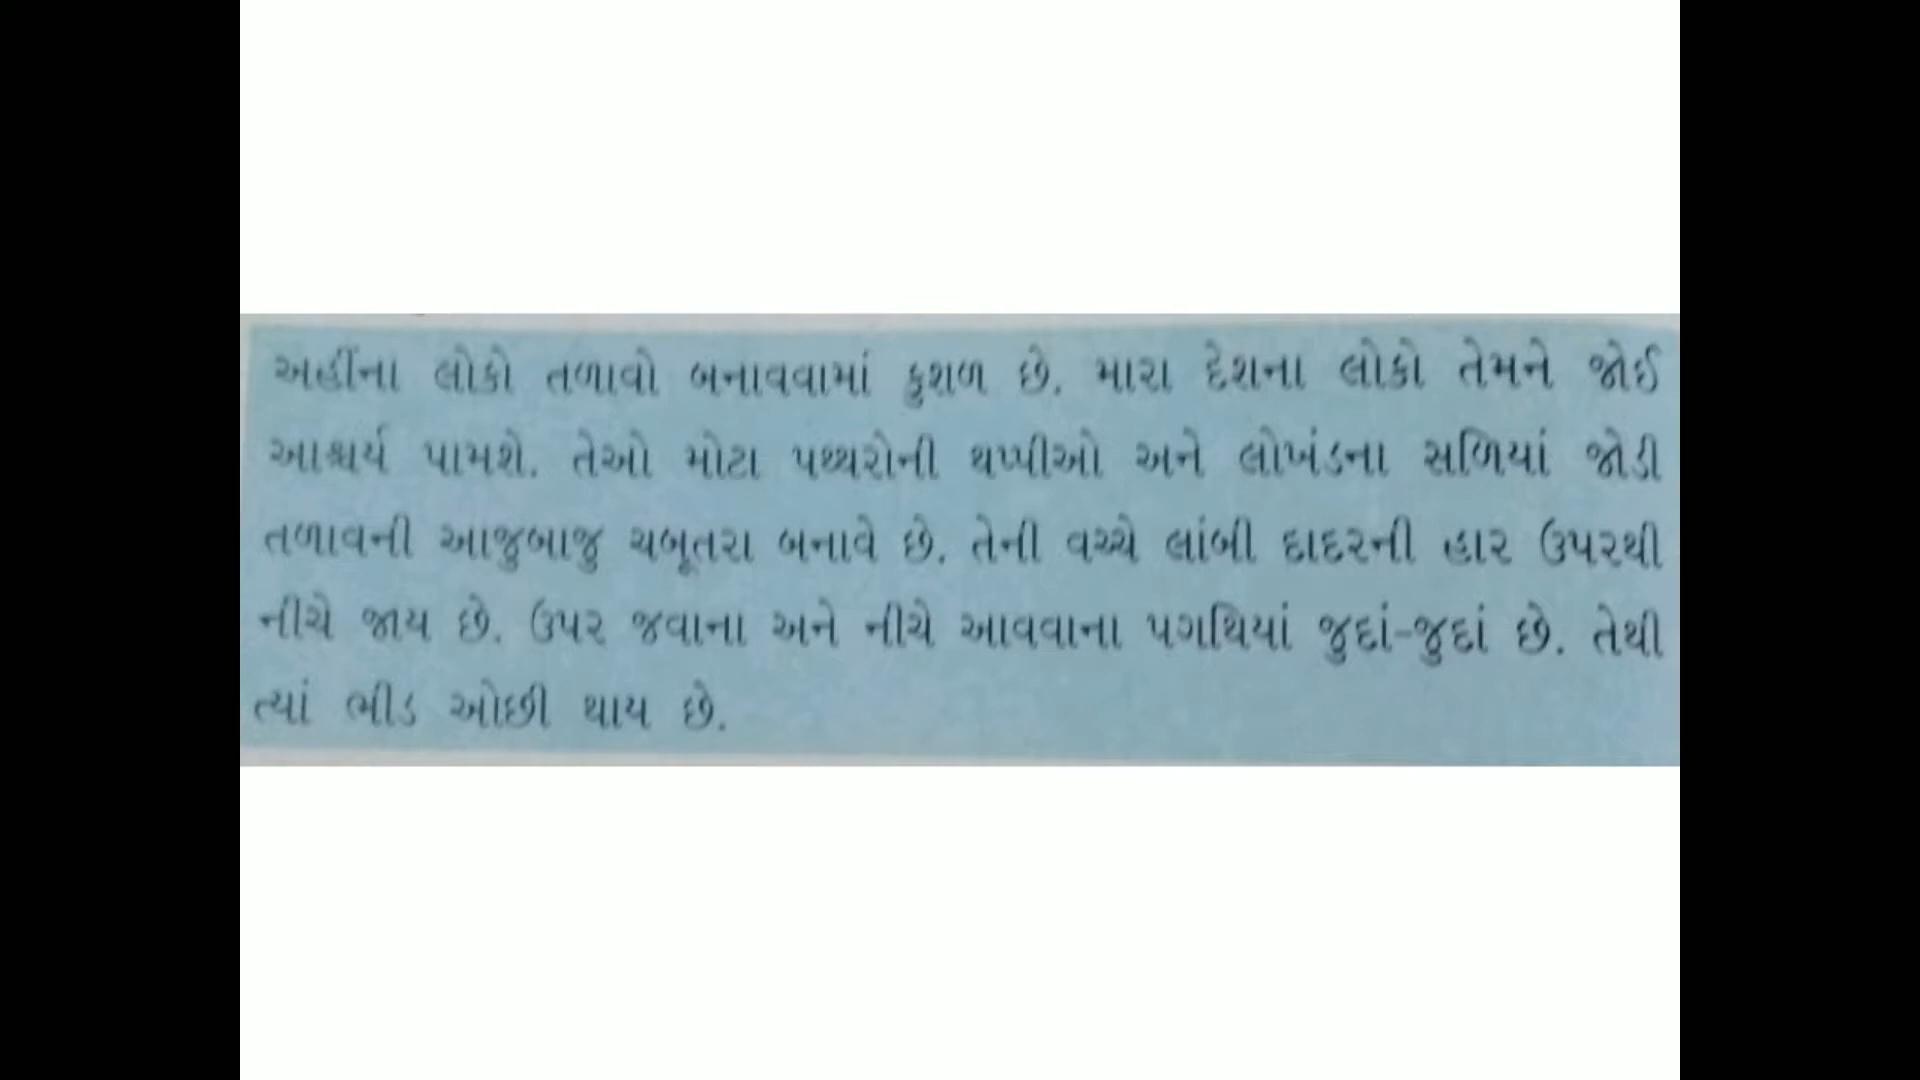 અહીંના લોકો તળાવો બનાવવામાં કુશળ છે. મારા દેશના લોકો તેમને જોઈ
આશ્ચર્ય પામશે. તેઓ મોટા પથ્થરોની થપ્પીઓ અને લોખંડના સળિયાં જોડી
તળાવની આજુબાજુ ચબૂતરા બનાવે છે. તેની વચ્ચે લાંબી દાદરની હાર ઉપરથી
નીચે જાય છે. ઉપર જવાના અને નીચે આવવાના પગથિયાં જુદાં-જુદાં છે. તેથી
ત્યાં ભીડ ઓછી થાય છે.